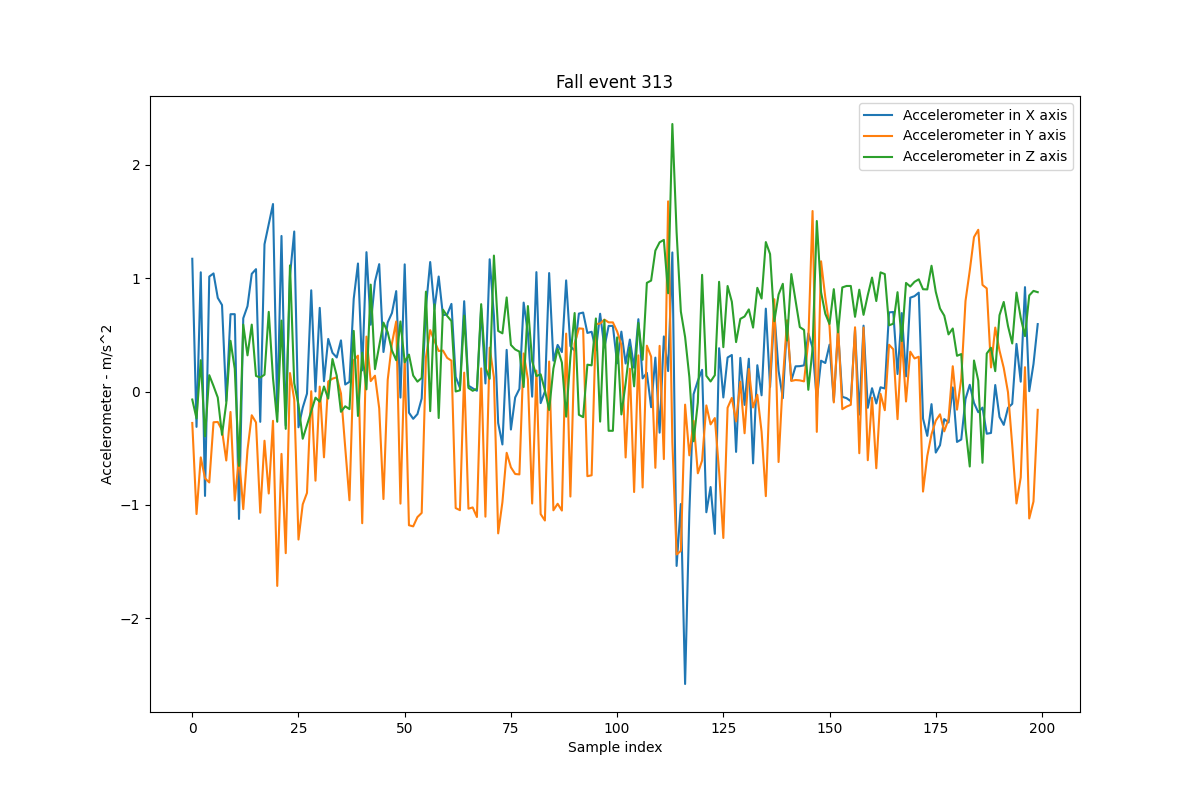 Fall event 313
Accelerometer in X axis
Accelerometer in Y axis
Accelerometer in Z axis
Accelerometer - m/s^2
2
1
0
−1
−2
0 25 50 75 100 125 150 175 200
Sample index